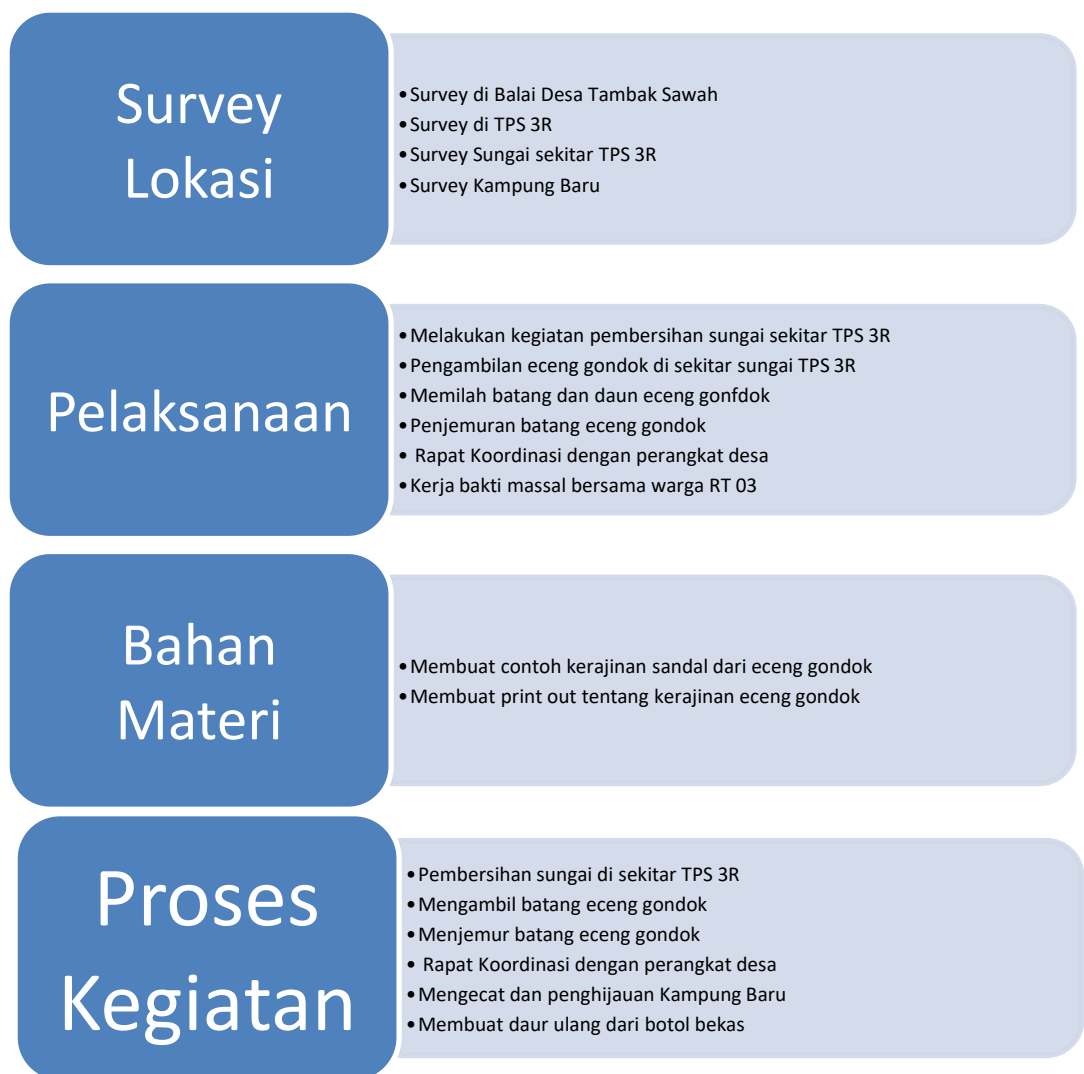 Survey
Lokasi
•Survey di Balai Desa Tambak Sawah
•Survey di TPS 3R
•Survey Sungai sekitar TPS 3R
•Survey Kampung Baru
Pelaksanaan
•Melakukan kegiatan pembersihan sungai sekitar TPS 3R
•Pengambilan eceng gondok di sekitar sungai TPS 3R
•Memilah batang dan daun eceng gonfdok
•Penjemuran batang eceng gondok
• Rapat Koordinasi dengan perangkat desa
•Kerja bakti massal bersama warga RT 03
Bahan
Materi
•Membuat contoh kerajinan sandal dari eceng gondok
•Membuat print out tentang kerajinan eceng gondok
Proses
Kegiatan
•Pembersihan sungai di sekitar TPS 3R
•Mengambil batang eceng gondok
•Menjemur batang eceng gondok
• Rapat Koordinasi dengan perangkat desa
•Mengecat dan penghijauan Kampung Baru
•Membuat daur ulang dari botol bekas